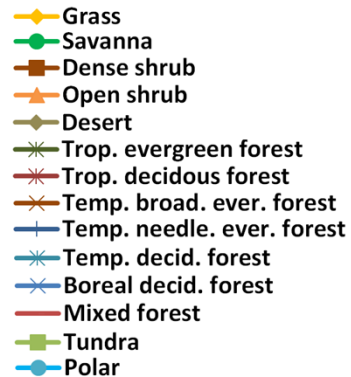 Grass
Savanna
Dense shrub
Open shrub
Desert
Trop. evergreen forest
Trop. decidous forest
Temp. broad. ever. forest
Temp. needle. ever. forest
Temp. decid. forest
Boreal decid. forest
Mixed forest
Tundra
Polar